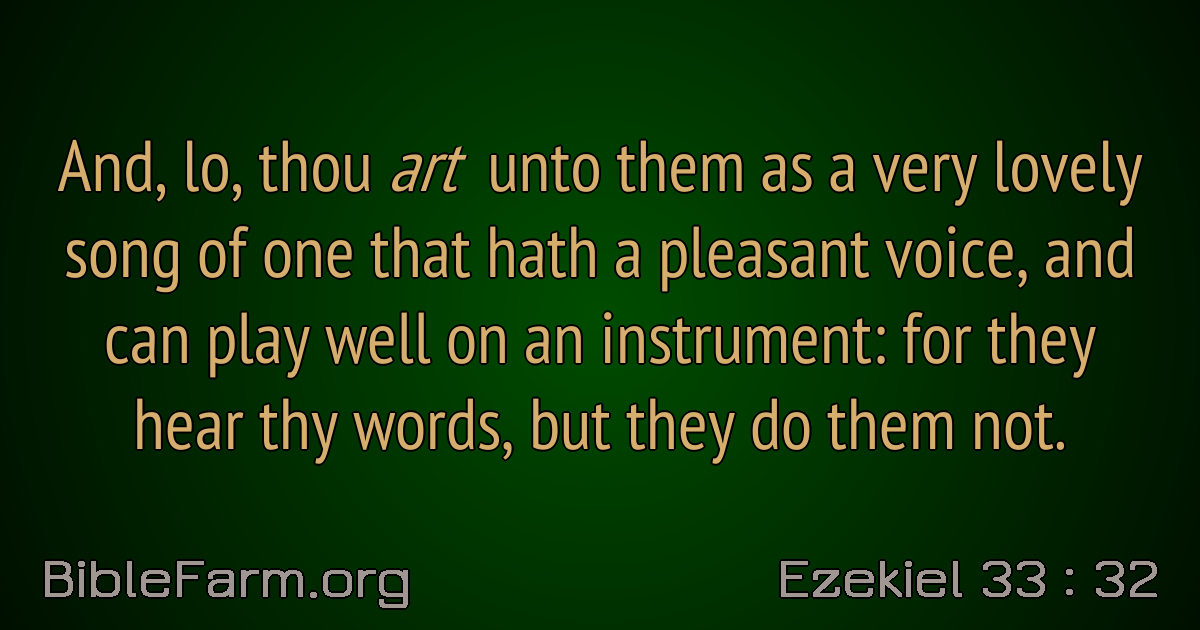 And, lo, thou art unto them as a very lovely
song of one that hath a pleasant voice, and
can play well on an instrument: for they
hear thy words, but they do them not.
BibleFarm.org
Ezekiel 33 : 32